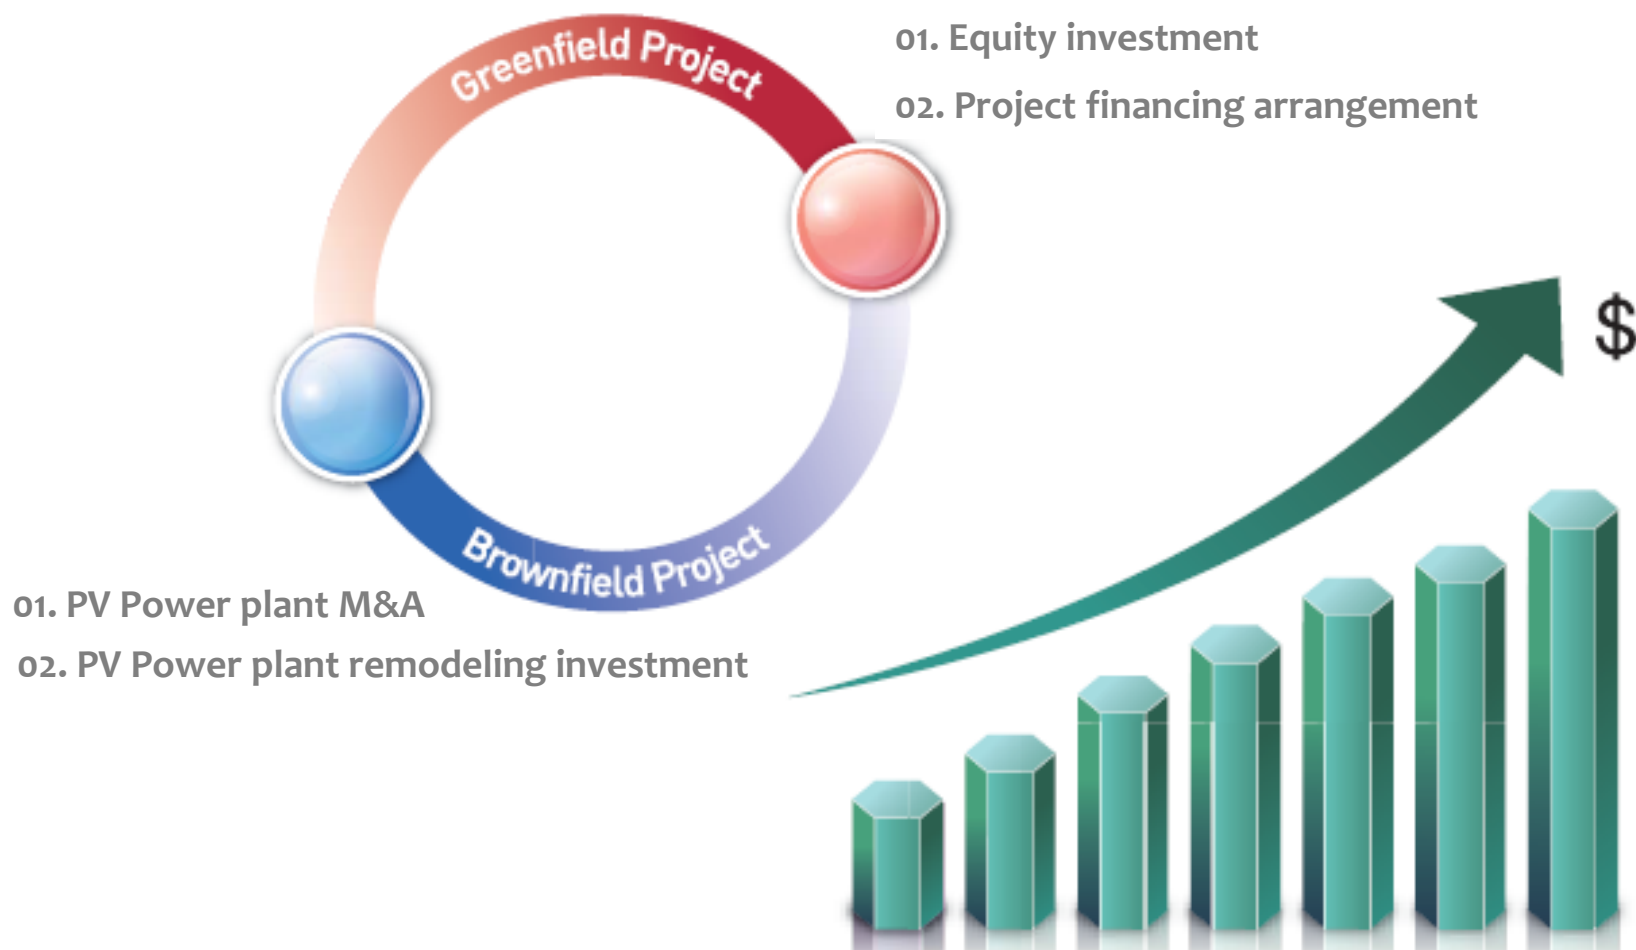 Greenfield Project
01. Equity investment
02. Project financing arrangement
$
Brownfield Project
01. PV Power plant M&A
02. PV Power plant remodeling investment